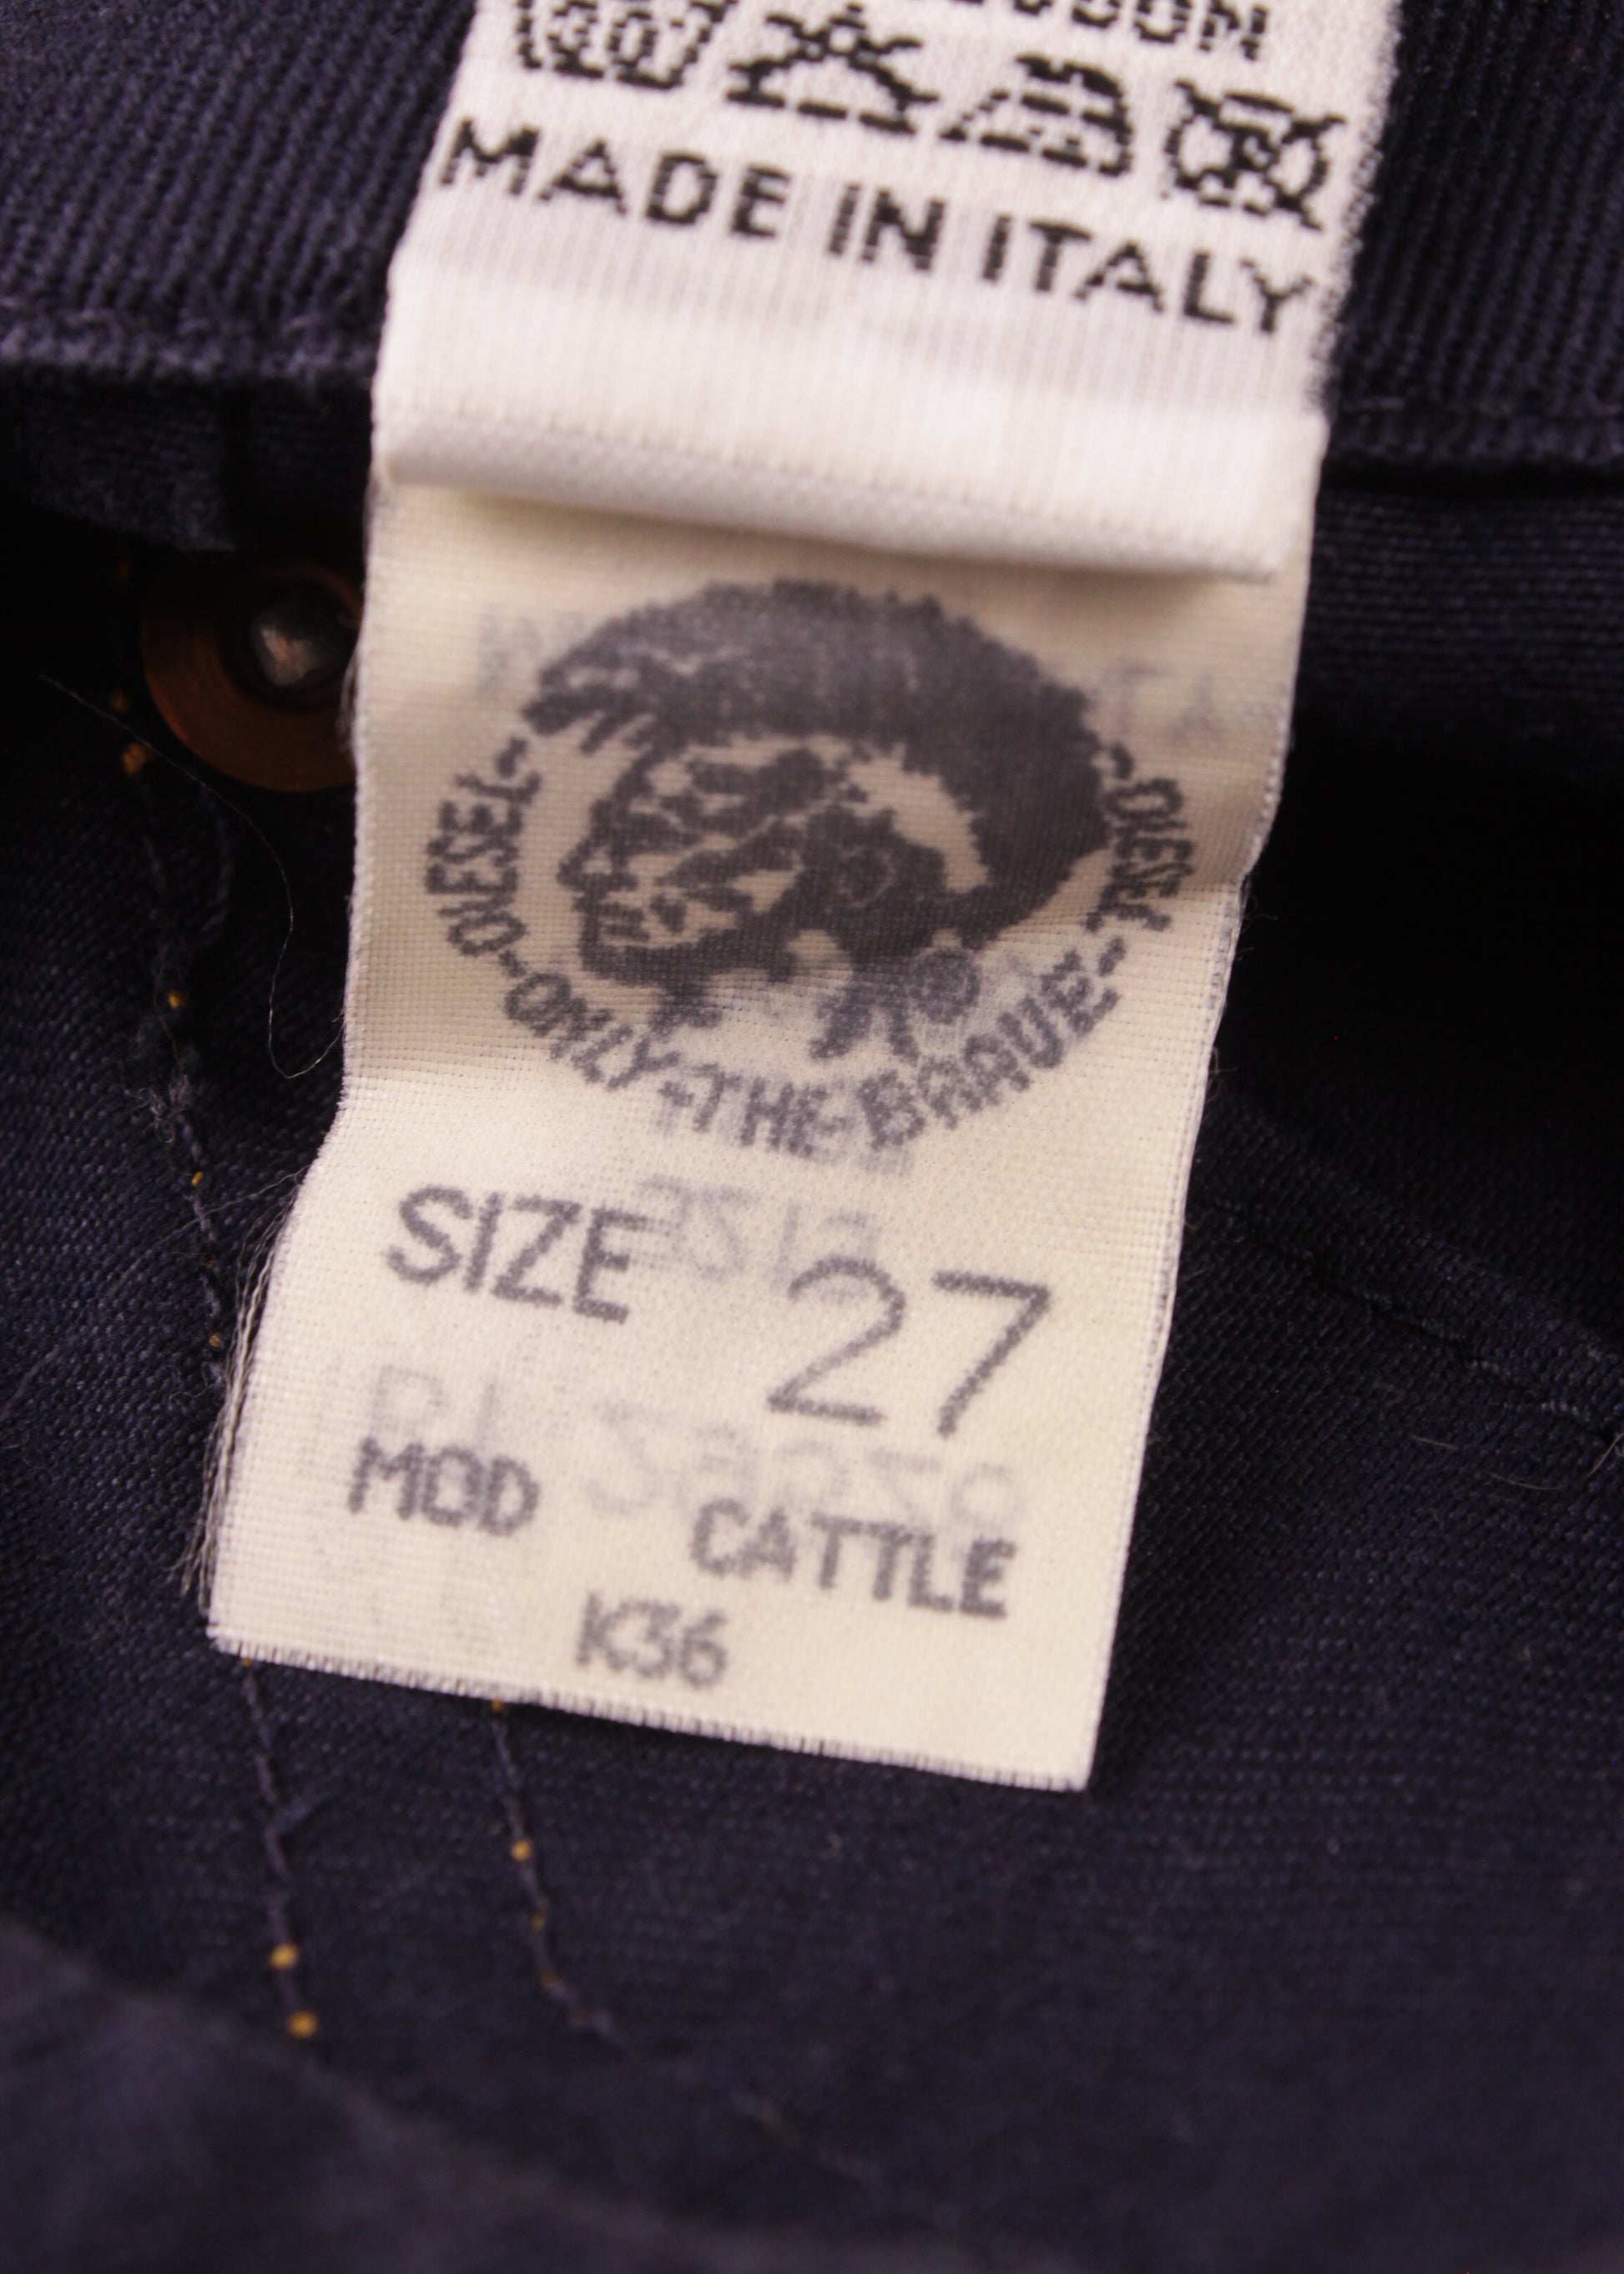 MADE IN ITALY
DIESEL-ONLY-THE-BRAVE-DIESEL
SIZE 27
MOD CATTLE
K36